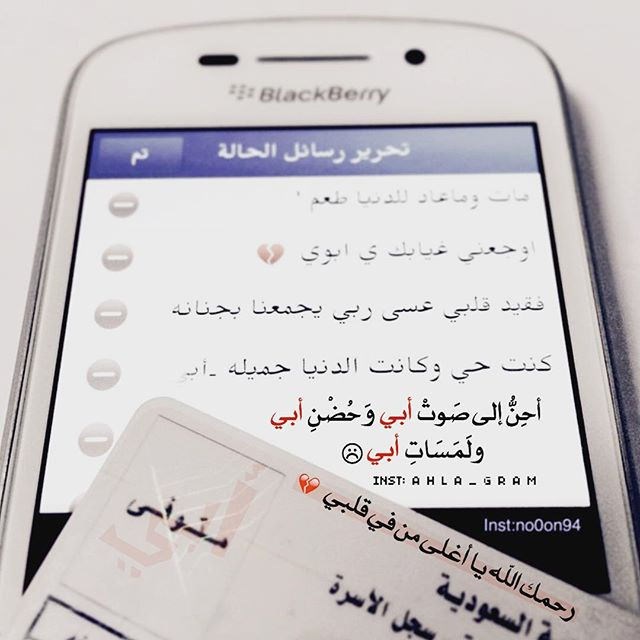 BlackBerry
تحرير رسائل الحالة
تم
مات وماعاد للدنيا طعم '
اوجعني غيابك ي ابوي 💔
فقيد قلبي عسى ربي يجمعنا بجنانه
كنت حي وكانت الدنيا جميله ـ أبي
أحِنُّ إلى صَوتْ أبي وَحُضْنِ أبي
ولَمَسَاتِ أبي ☹
INST: AHLA_GRAM
Inst:no0on94
رحمك الله يا أغلى من في قلبي 💔
أبي
متوفى
ة السعودية
سجل الأسرة